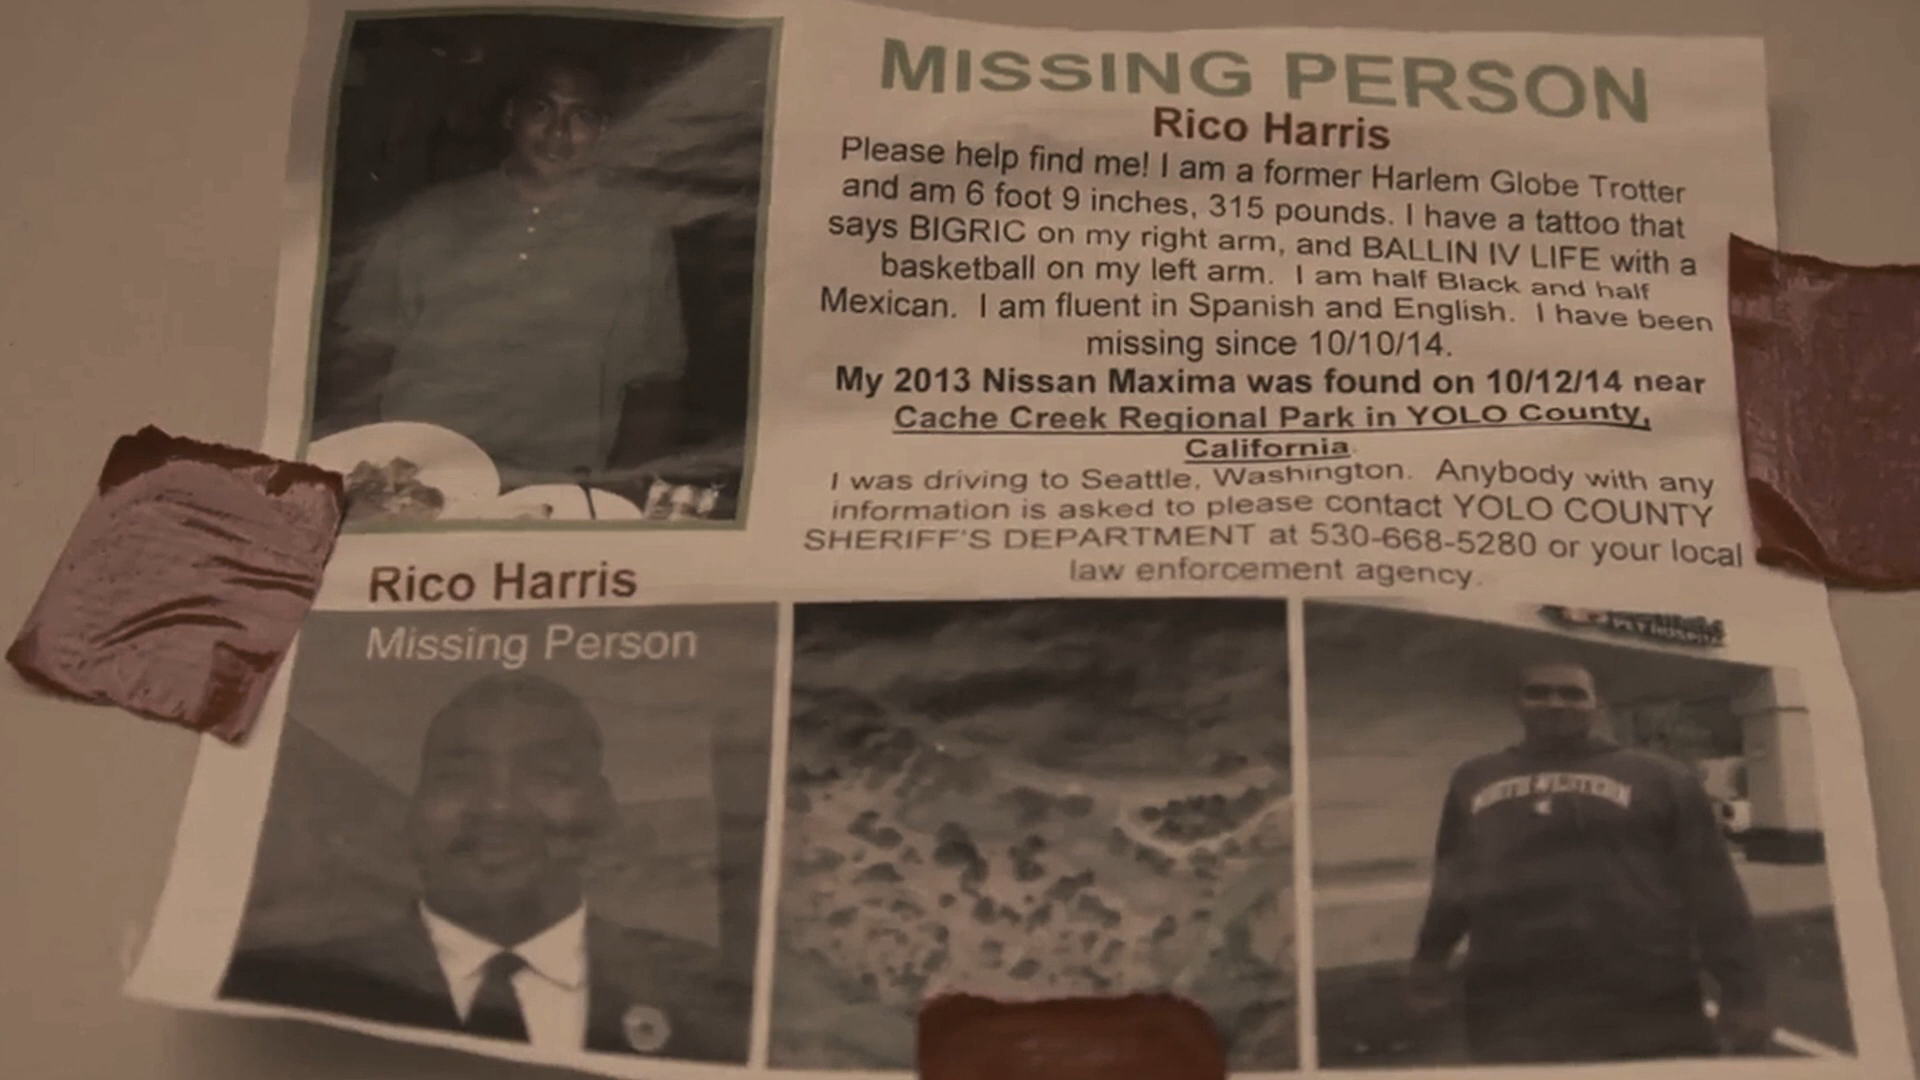 MISSING PERSON
Rico Harris
Please help find me! I am a former Harlem Globe Trotter
and am 6 foot 9 inches, 315 pounds. I have a tattoo that
says BIGRIC on my right arm, and BALLIN IV LIFE with a
basketball on my left arm. I am half Black and half
Mexican. I am fluent in Spanish and English. I have been
missing since 10/10/14.
My 2013 Nissan Maxima was found on 10/12/14 near
Cache Creek Regional Park in YOLO County,
California.
I was driving to Seattle, Washington. Anybody with any
information is asked to please contact YOLO COUNTY
SHERIFF'S DEPARTMENT at 530-668-5280 or your local
law enforcement agency.
Rico Harris
Missing Person